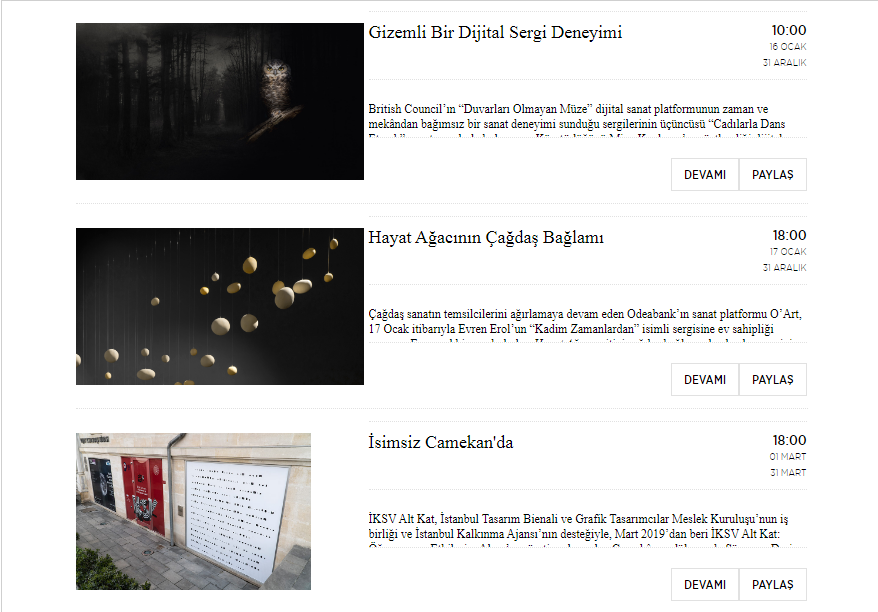 Gizemli Bir Dijital Sergi Deneyimi
10:00
16 OCAK
31 ARALIK
British Council’ın “Duvarları Olmayan Müze” dijital sanat platformunun zaman ve
mekândan bağımsız bir sanat deneyimi sunduğu sergilerinin üçüncüsü “Cadılarla Dans
DEVAMI
PAYLAŞ
Hayat Ağacının Çağdaş Bağlamı
18:00
17 OCAK
31 ARALIK
Çağdaş sanatın temsilcilerini ağırlamaya devam eden Odeabank’ın sanat platformu O’Art,
17 Ocak itibarıyla Evren Erol’un “Kadim Zamanlardan” isimli sergisine ev sahipliği
DEVAMI
PAYLAŞ
İsimsiz Camekan'da
18:00
01 MART
31 MART
İKSV Alt Kat, İstanbul Tasarım Bienali ve Grafik Tasarımcılar Meslek Kuruluşu’nun iş
birliği ve İstanbul Kalkınma Ajansı’nın desteğiyle, Mart 2019’dan beri İKSV Alt Kat:
DEVAMI
PAYLAŞ